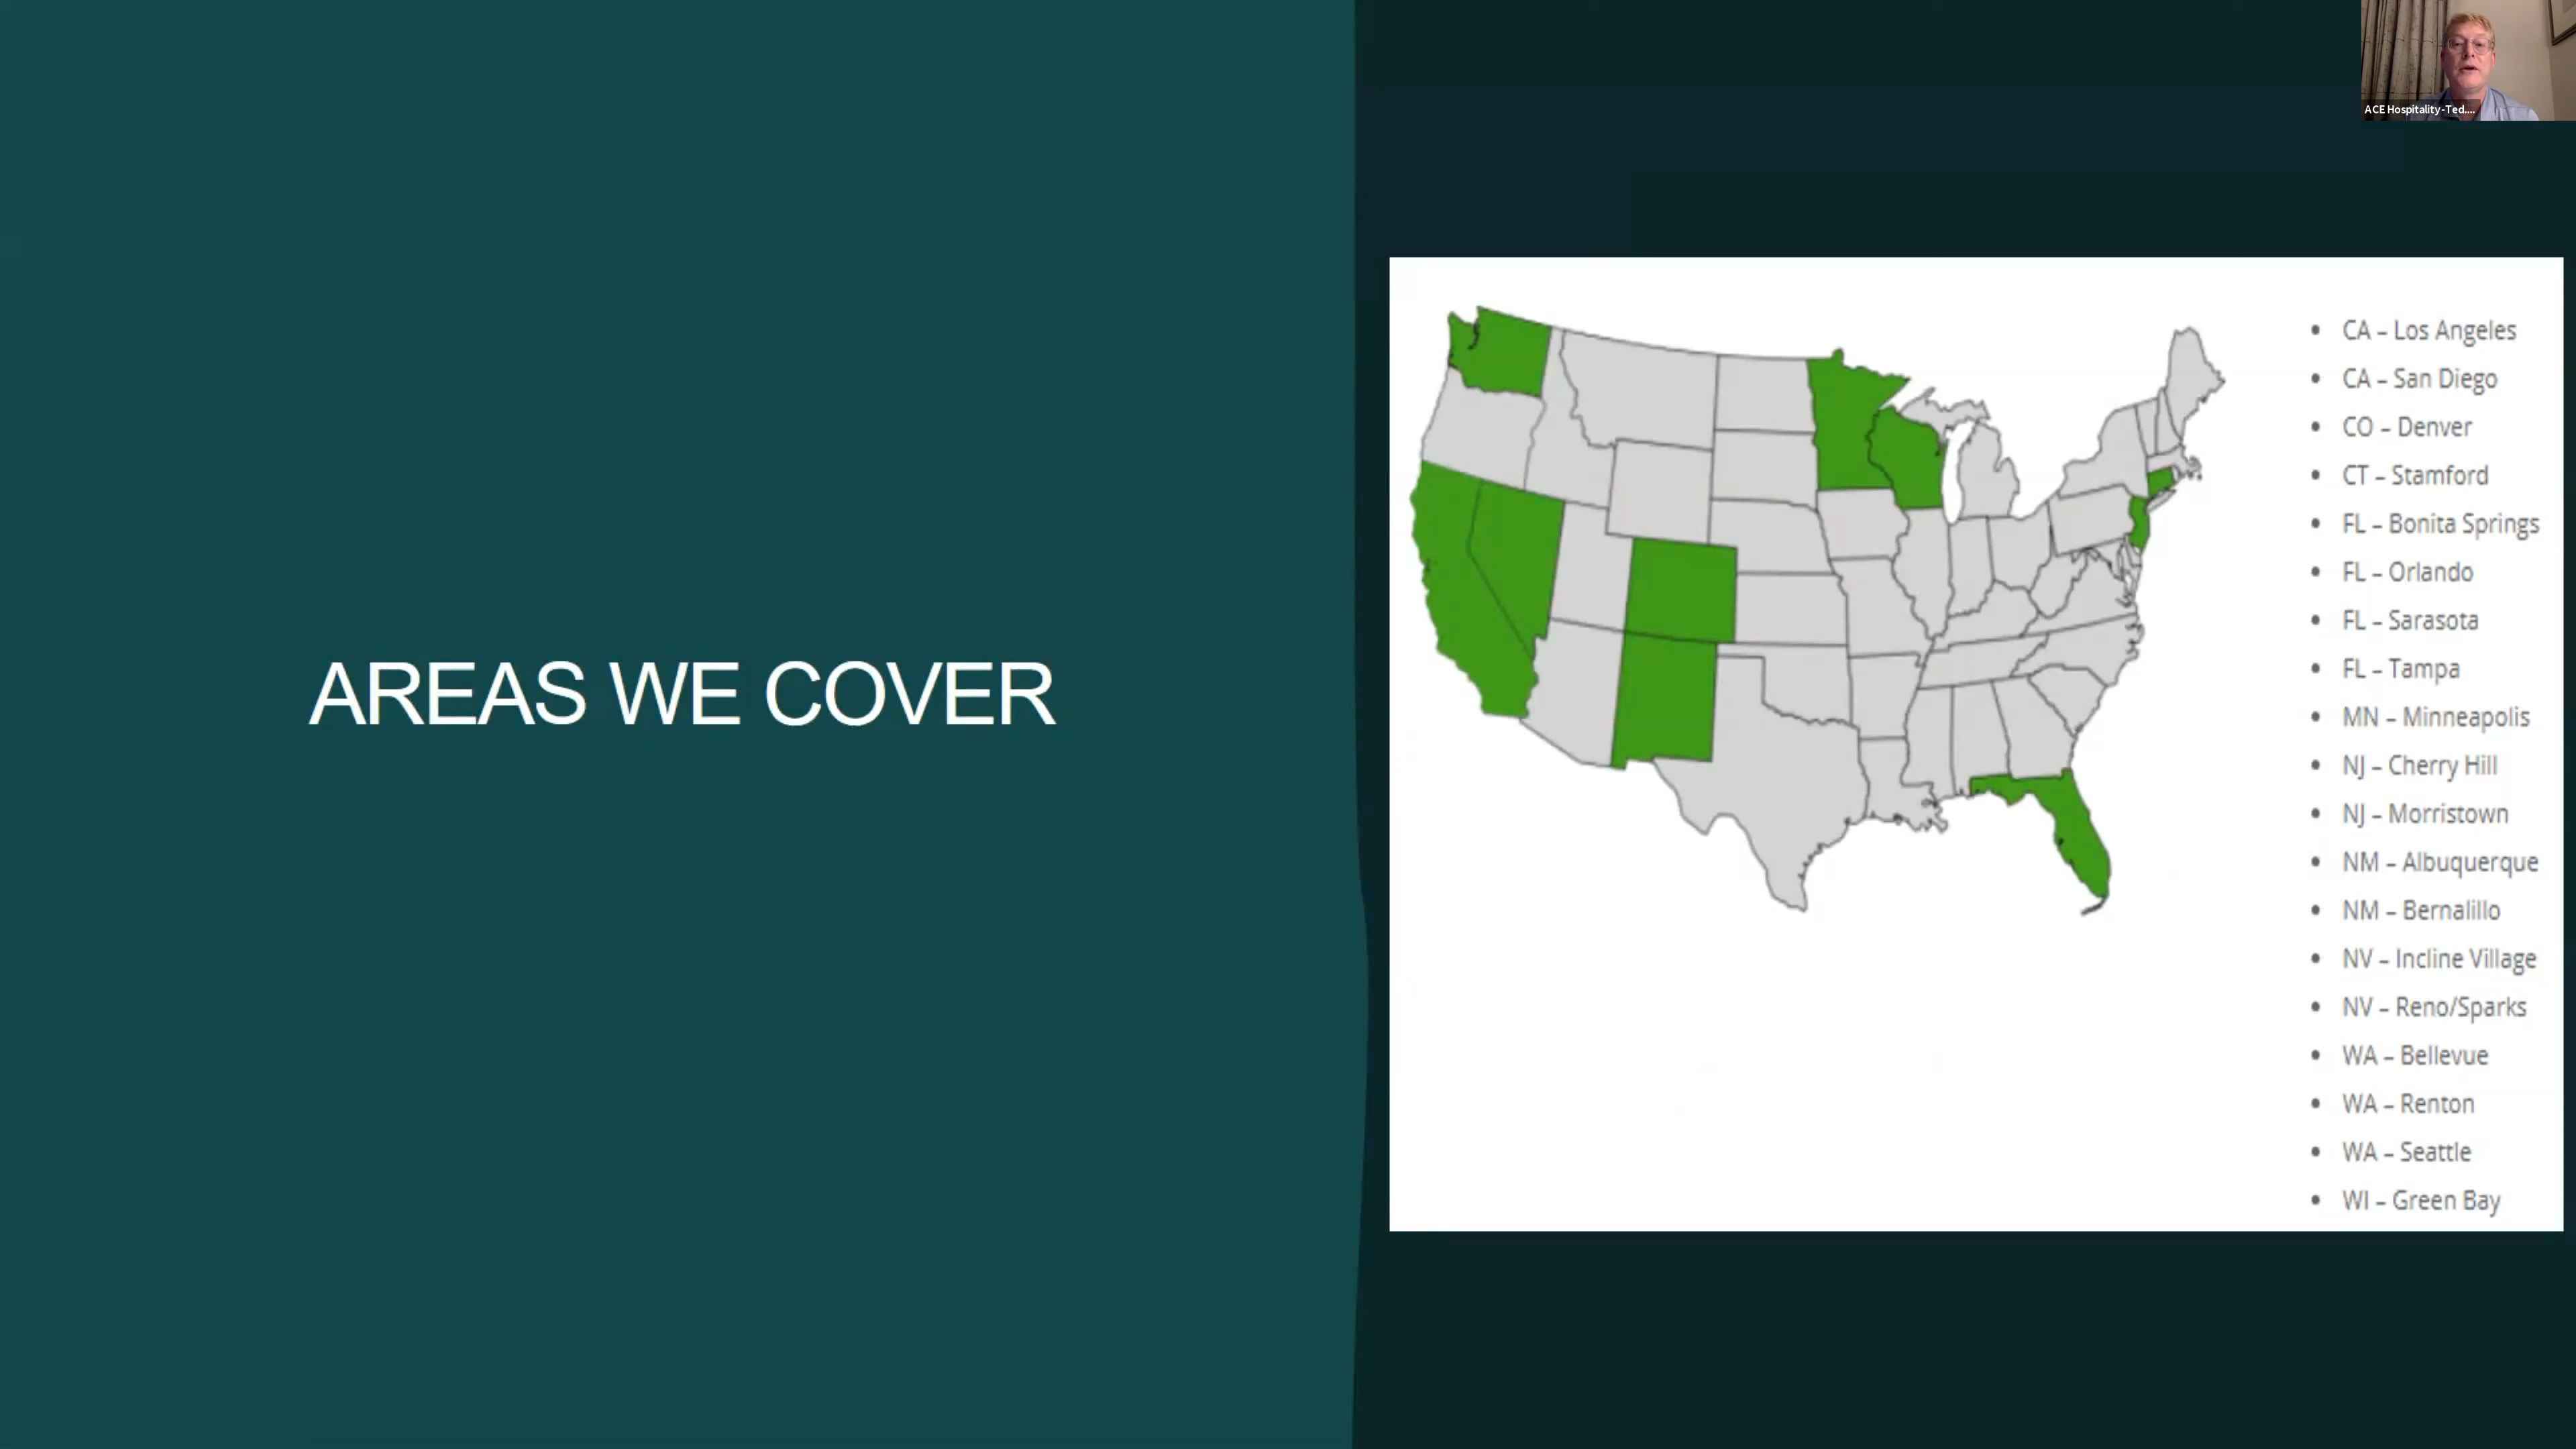 ACE Hospitality-Ted....
AREAS WE COVER
• CA – Los Angeles
• CA – San Diego
• CO – Denver
• CT – Stamford
• FL – Bonita Springs
• FL – Orlando
• FL – Sarasota
• FL – Tampa
• MN – Minneapolis
• NJ – Cherry Hill
• NJ – Morristown
• NM – Albuquerque
• NM – Bernalillo
• NV – Incline Village
• NV – Reno/Sparks
• WA – Bellevue
• WA – Renton
• WA – Seattle
• WI – Green Bay